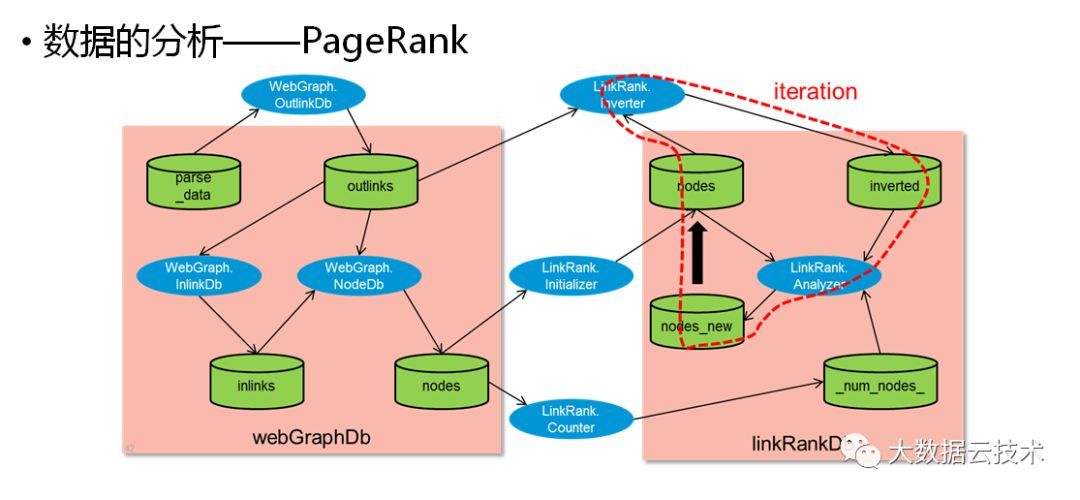 • 数据的分析——PageRank
WebGraph.
OutlinkDb
LinkRank.
Inverter
iteration
parse
_data
outlinks
nodes
inverted
WebGraph.
InlinkDb
WebGraph.
NodeDb
LinkRank.
Initializer
LinkRank.
Analyzer
nodes_new
inlinks
nodes
_num_nodes_
LinkRank.
Counter
webGraphDb
linkRankD
42
大数据云技术